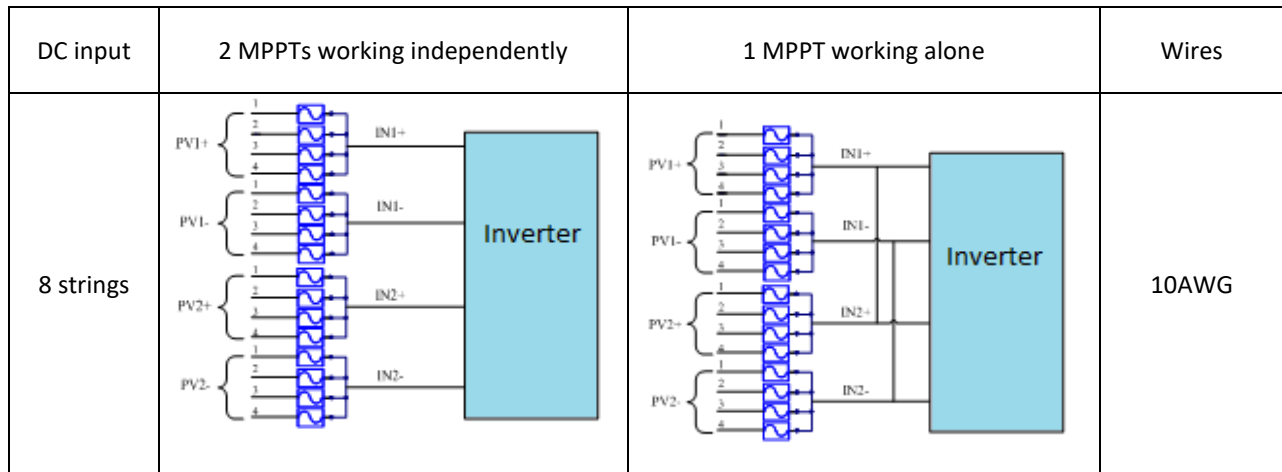 DC input
2 MPPTs working independently
1 MPPT working alone
Wires
8 strings
PV1+
1
2
3
4
PV1-
1
2
3
4
PV2+
1
2
3
4
PV2-
1
2
3
4
IN1+
IN1-
IN2+
IN2-
Inverter
PV1+
1
2
3
4
PV1-
1
2
3
4
PV2+
1
2
3
4
PV2-
1
2
3
4
IN1+
IN1-
IN2+
IN2-
Inverter
10AWG